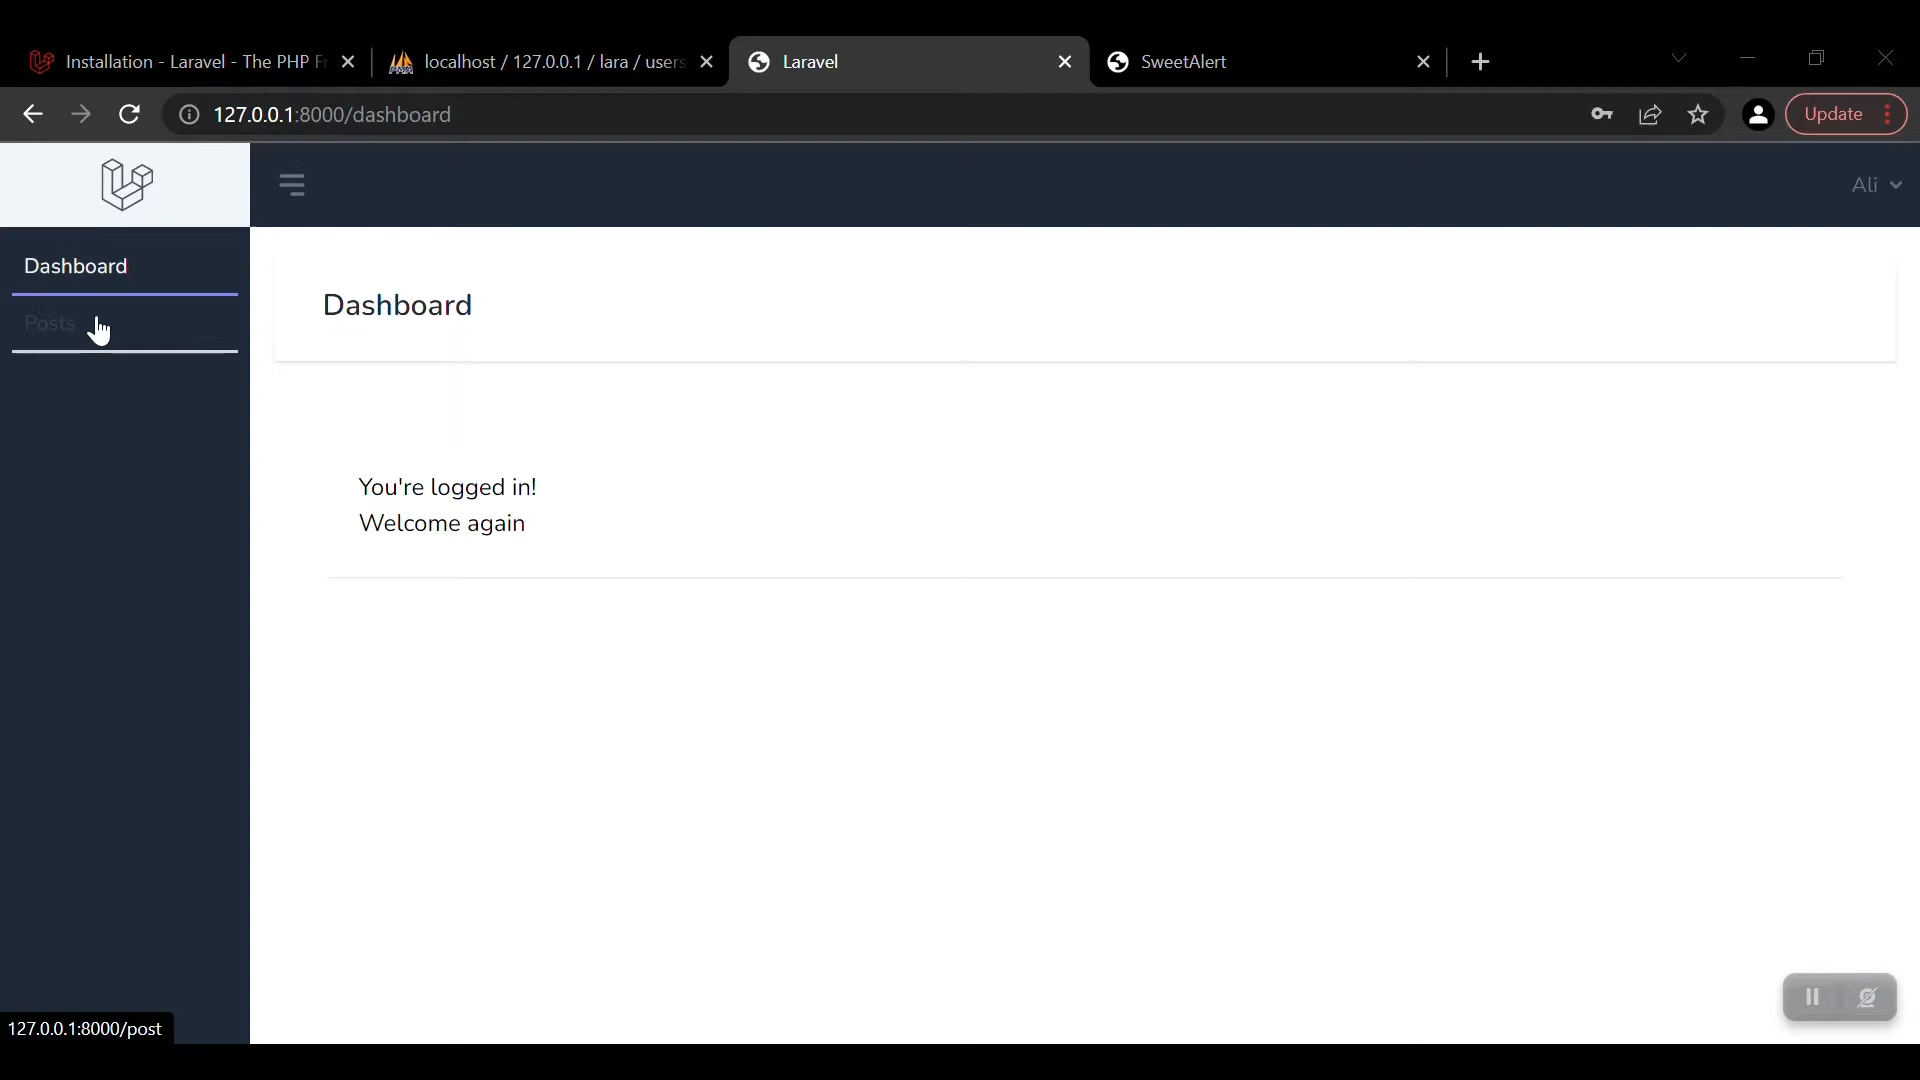 Installation - Laravel - The PHP Fr
localhost / 127.0.0.1 / lara / users
Laravel
SweetAlert
127.0.0.1:8000/dashboard
Update
Ali
Dashboard
Posts
Dashboard
You're logged in!
Welcome again
127.0.0.1:8000/post